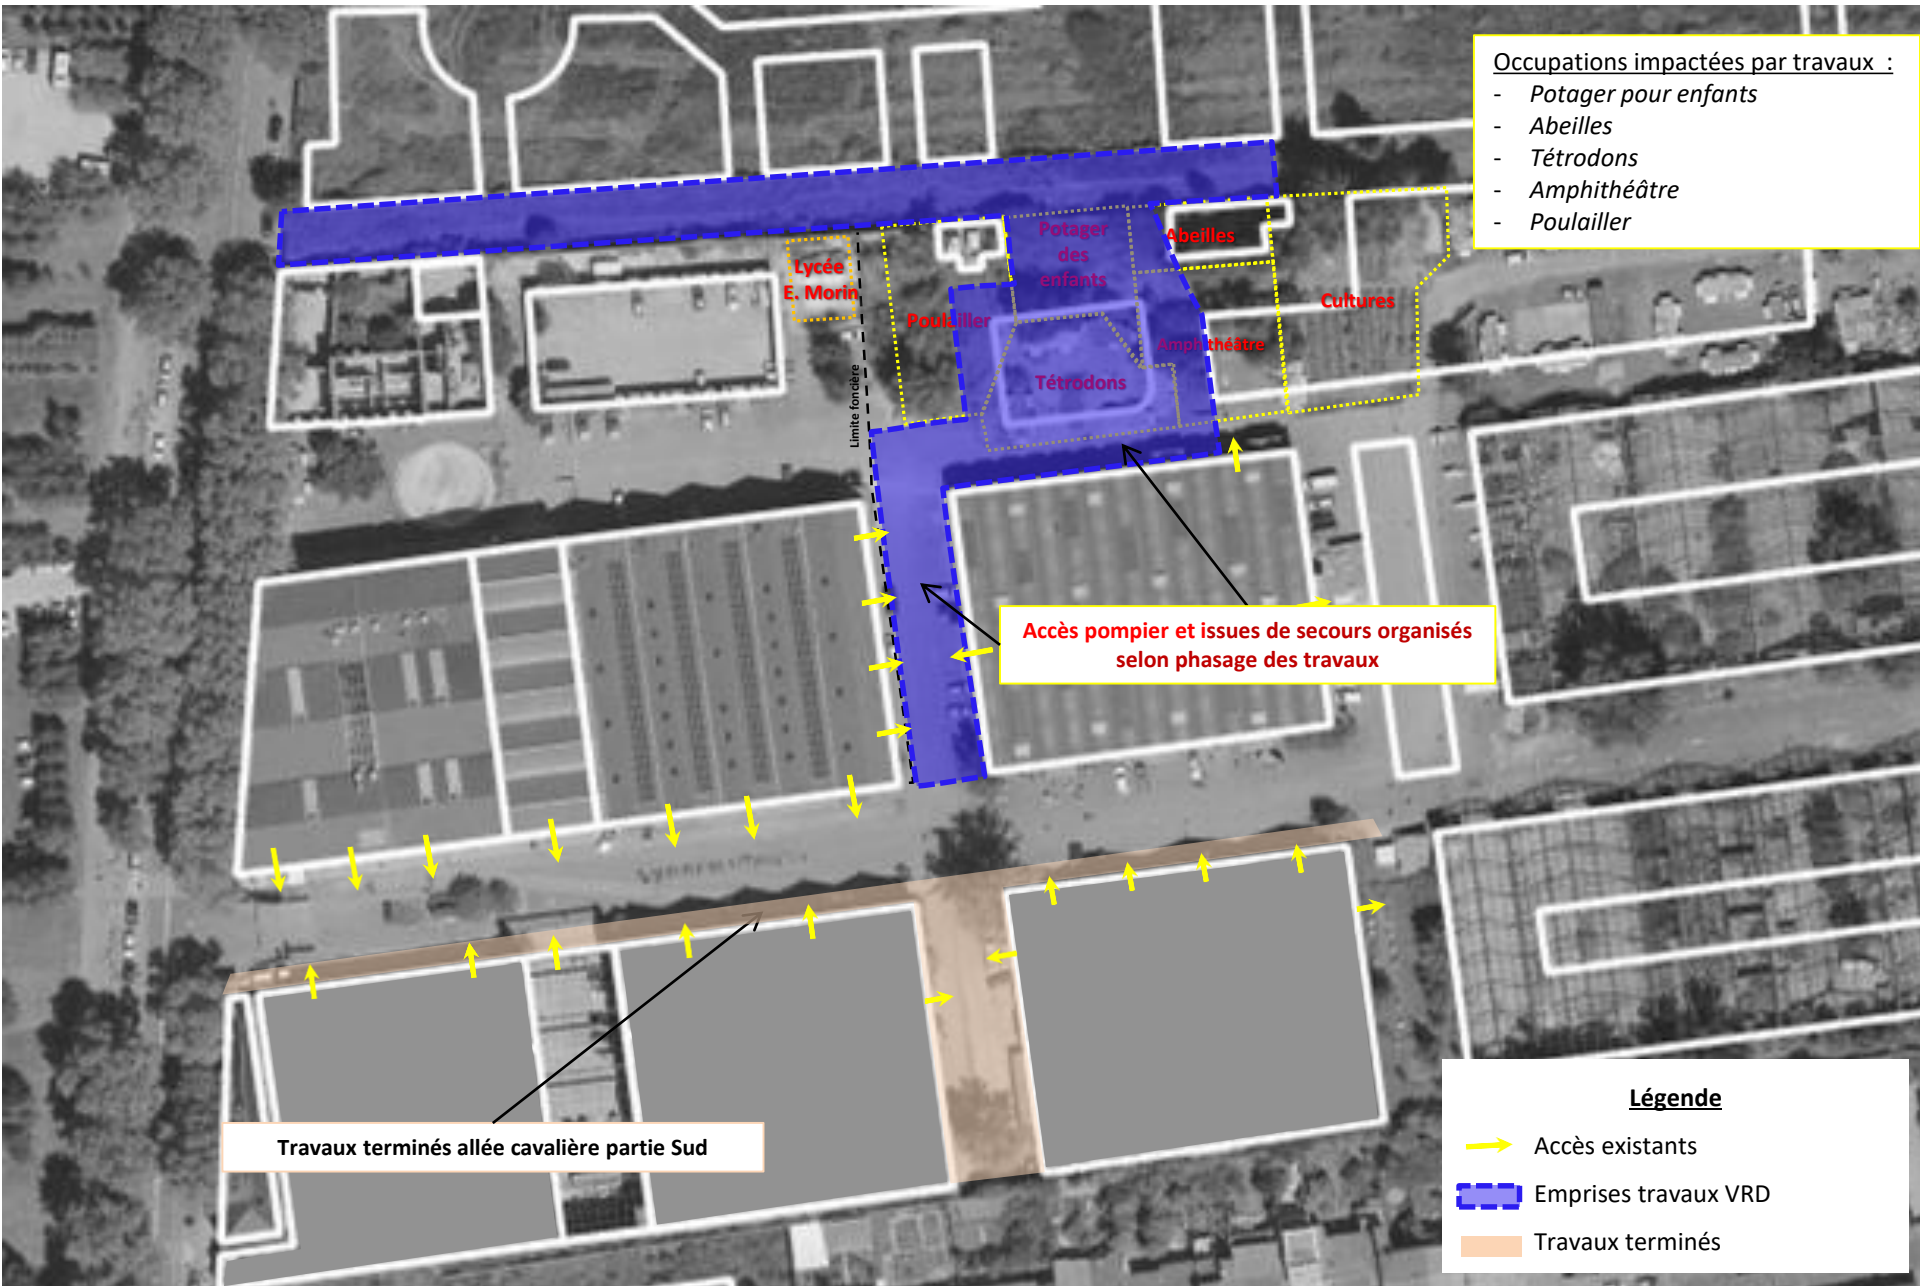 Occupations impactées par travaux :
- Potager pour enfants
- Abeilles
- Tétrodons
- Amphithéâtre
- Poulailler
Potager
des
enfants
Abeilles
Lycée
E. Morin
Cultures
Poulailler
Amphithéâtre
Tétrodons
Limite foncière
Accès pompier et issues de secours organisés
selon phasage des travaux
Travaux terminés allée cavalière partie Sud
Légende
Accès existants
Emprises travaux VRD
Travaux terminés